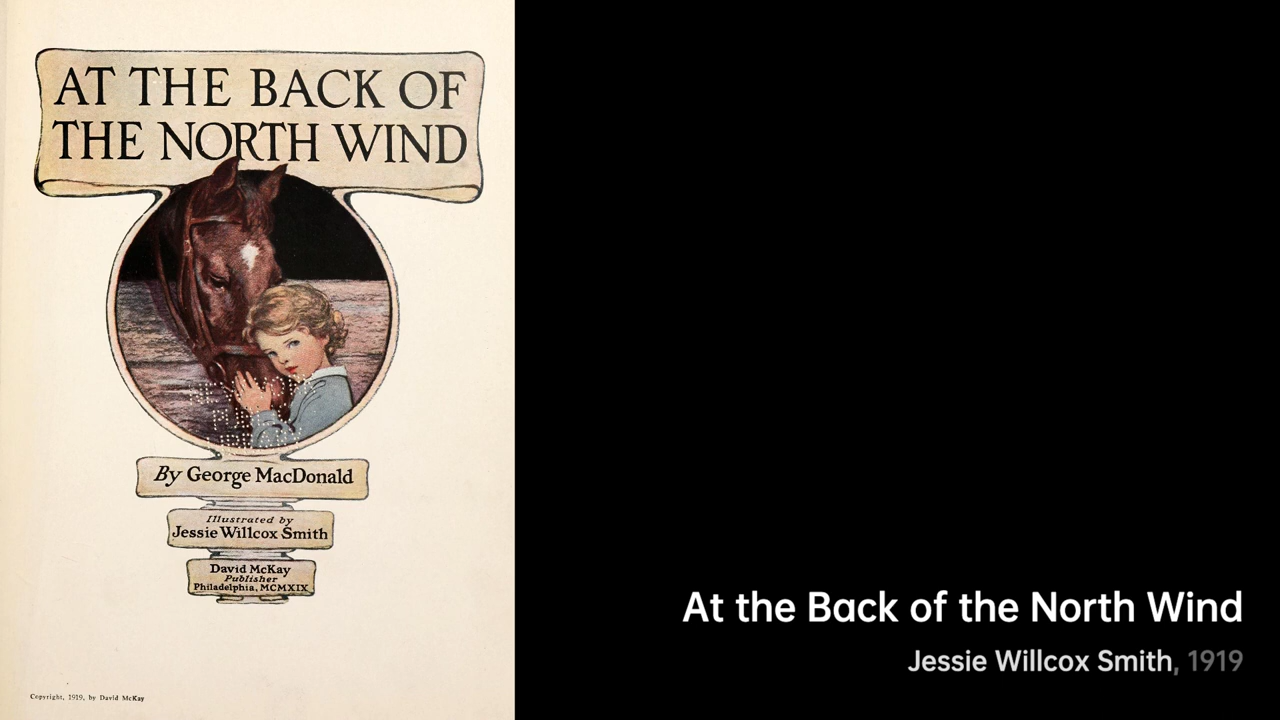 AT THE BACK OF
THE NORTH WIND
By George MacDonald
Illustrated by
Jessie Willcox Smith
David McKay
Publisher
Philadelphia, MCMXIX
Copyright, 1919, by David McKay
At the Back of the North Wind
Jessie Willcox Smith, 1919